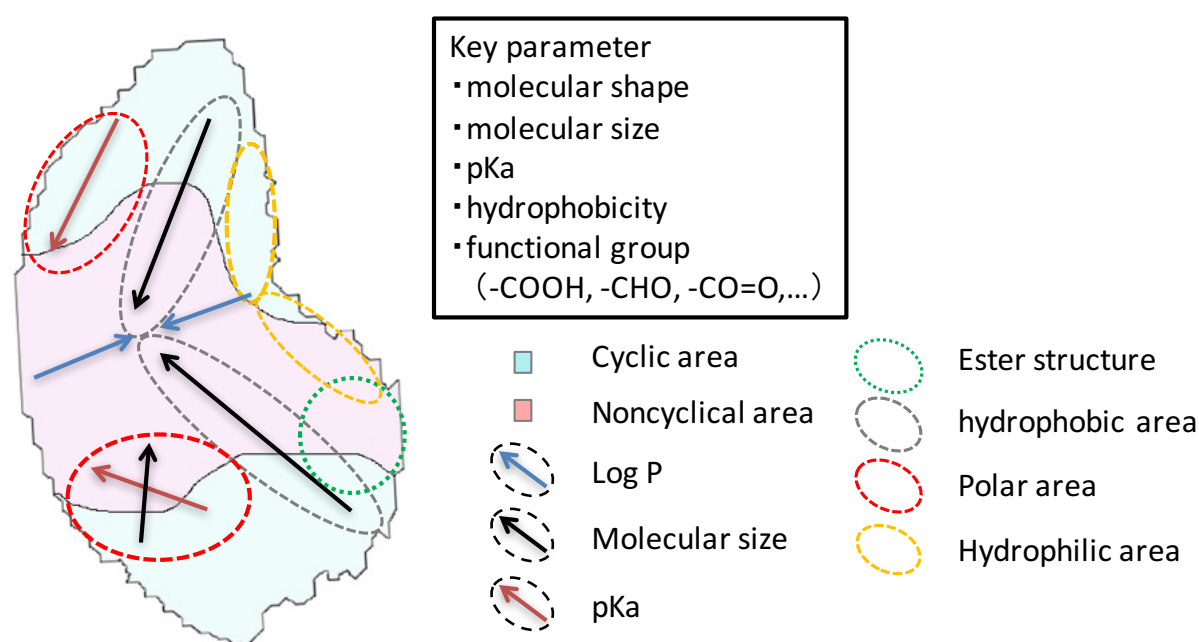 Key parameter
・molecular shape
・molecular size
・pKa
・hydrophobicity
・functional group
（-COOH, -CHO, -CO=O,…）
Cyclic area
Noncyclical area
Log P
Molecular size
pKa
Ester structure
hydrophobic area
Polar area
Hydrophilic area